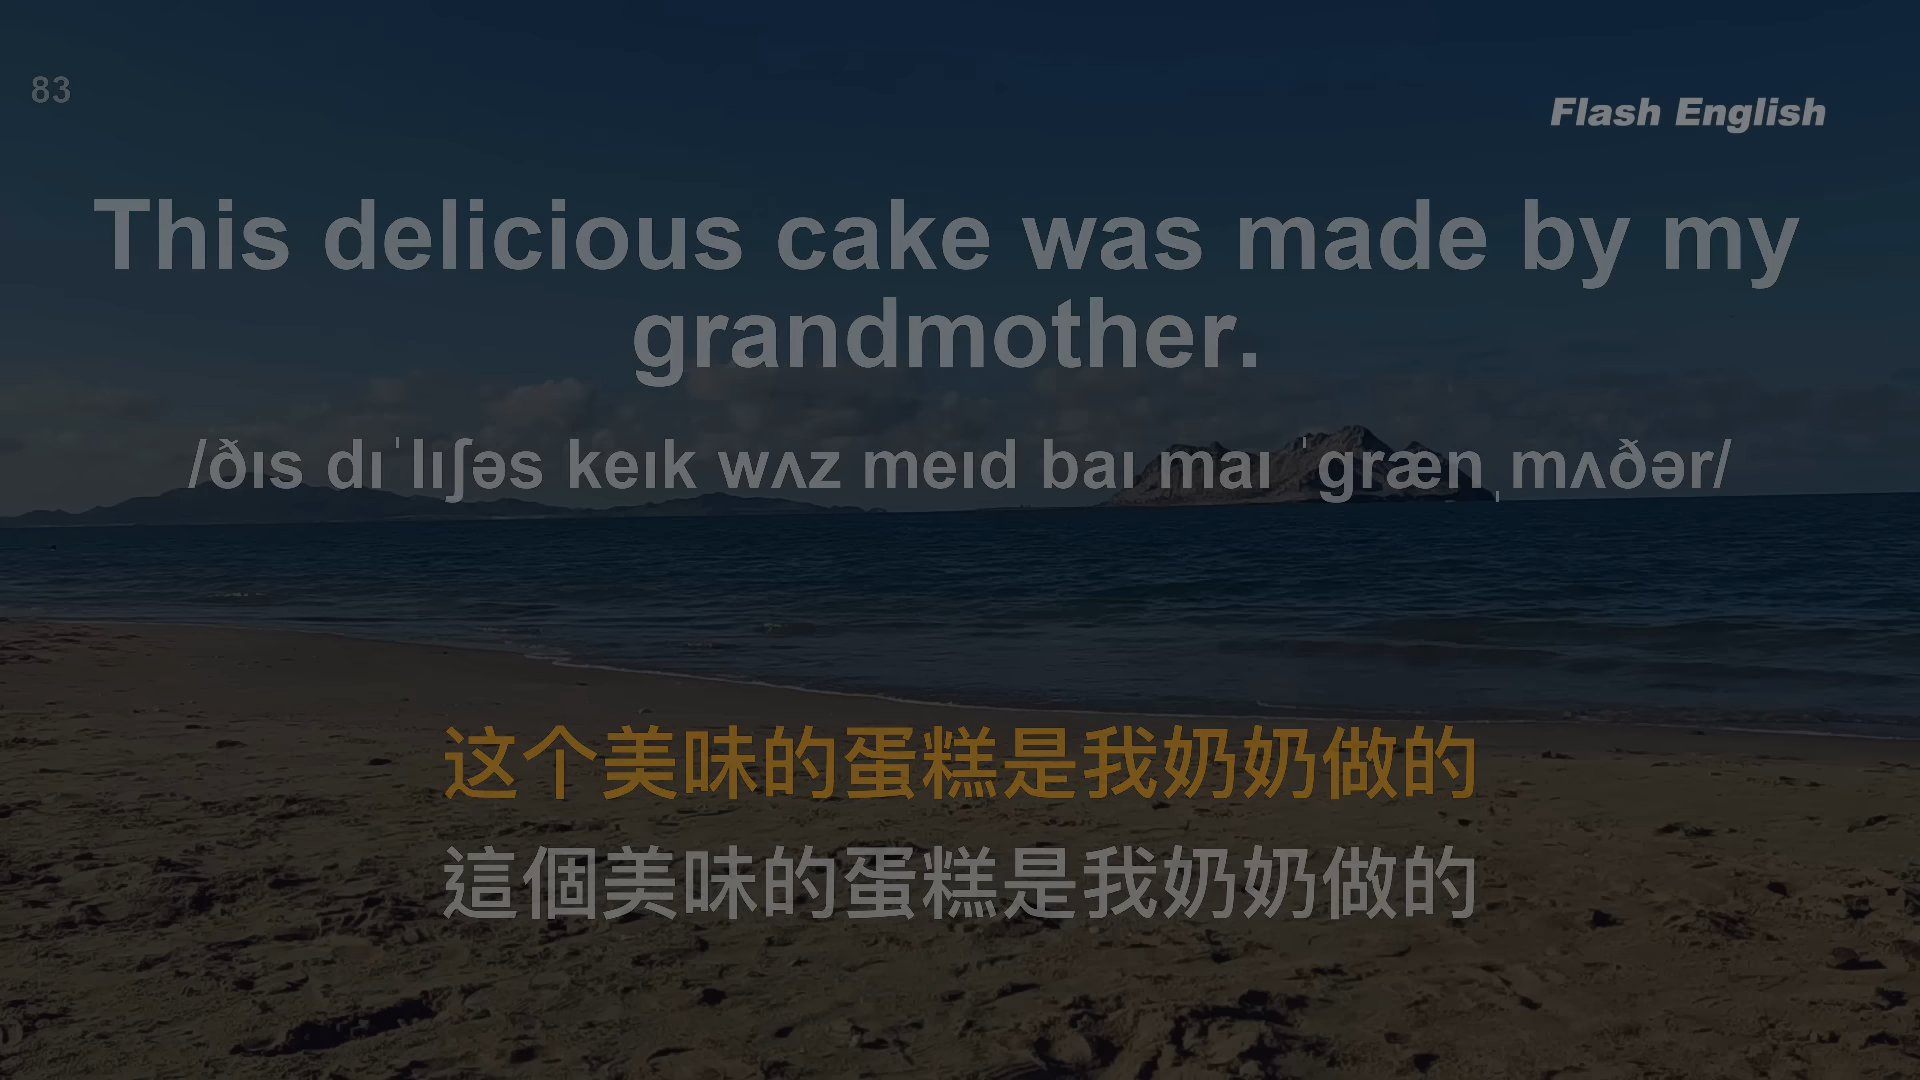 83
Flash English
This delicious cake was made by my
grandmother.
/ðɪs dɪˈlɪʃəs keɪk wʌz meɪd baɪ maɪ ˈɡrænˌmʌðər/
这个美味的蛋糕是我奶奶做的
這個美味的蛋糕是我奶奶做的